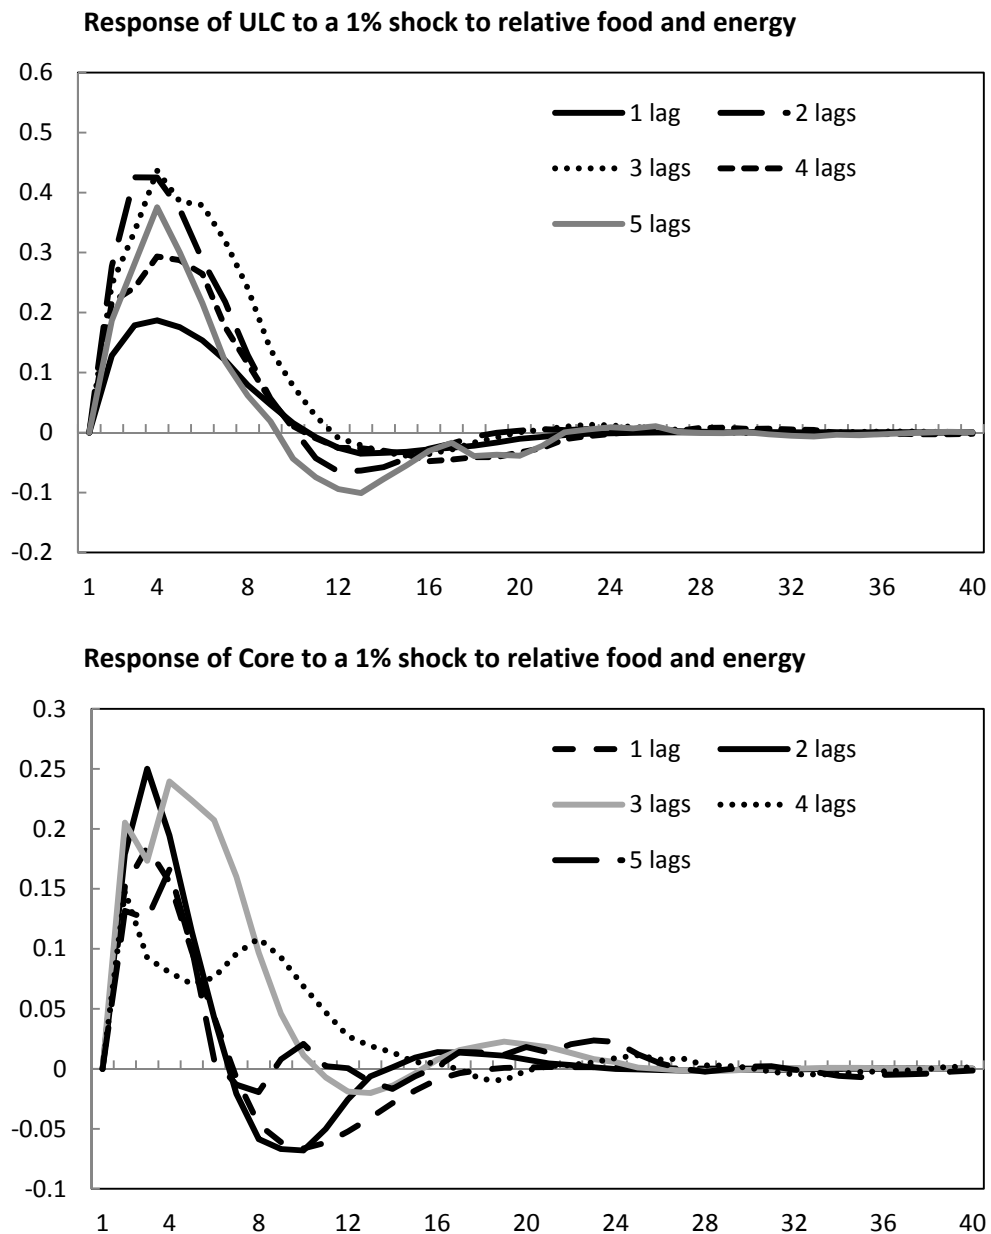 Response of ULC to a 1% shock to relative food and energy
0.6
0.5
0.4
0.3
0.2
0.1
0
-0.1
-0.2
1 lag 2 lags
3 lags 4 lags
5 lags
1 4 8 12 16 20 24 28 32 36 40
Response of Core to a 1% shock to relative food and energy
0.3
0.25
0.2
0.15
0.1
0.05
0
-0.05
-0.1
1 lag 2 lags
3 lags 4 lags
5 lags
1 4 8 12 16 20 24 28 32 36 40